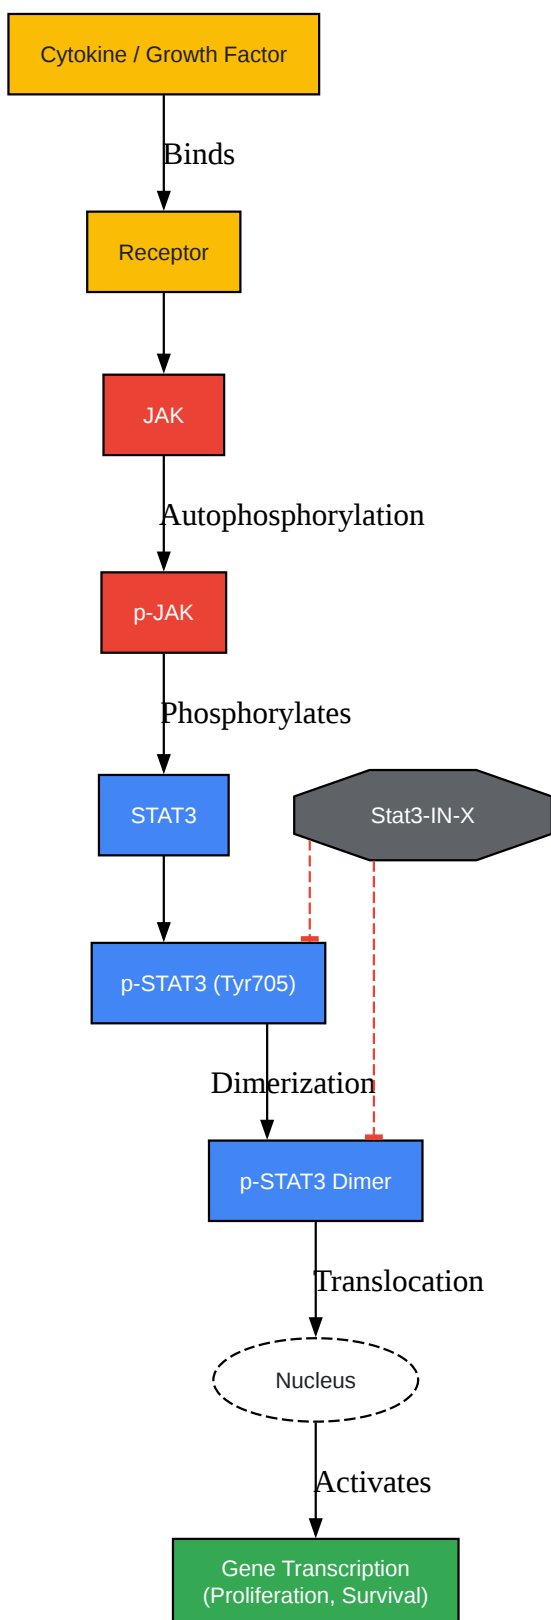 Cytokine / Growth Factor
Binds
Receptor
JAK
Autophosphorylation
p-JAK
Phosphorylates
STAT3
Stat3-IN-X
p-STAT3 (Tyr705)
Dimerization
p-STAT3 Dimer
Translocation
Nucleus
Activates
Gene Transcription
(Proliferation, Survival)